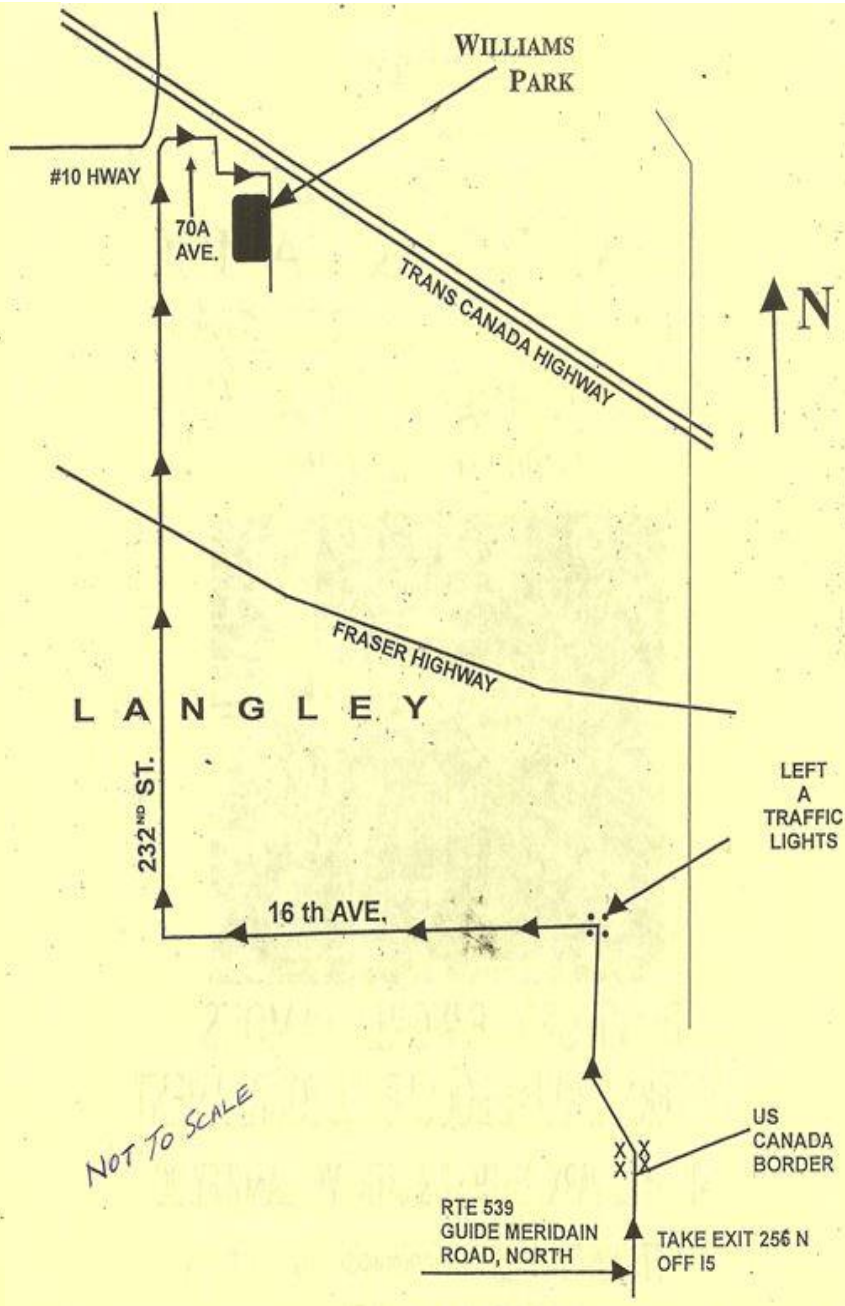 WILLIAMS
PARK
#10 HWAY
70A
AVE.
TRANS CANADA HIGHWAY
N
FRASER HIGHWAY
L A N G L E Y
232ND ST.
LEFT
A
TRAFFIC
LIGHTS
16 th AVE.
NOT TO SCALE
X X
X X
US
CANADA
BORDER
RTE 539
GUIDE MERIDAIN
ROAD, NORTH
TAKE EXIT 256 N
OFF I5